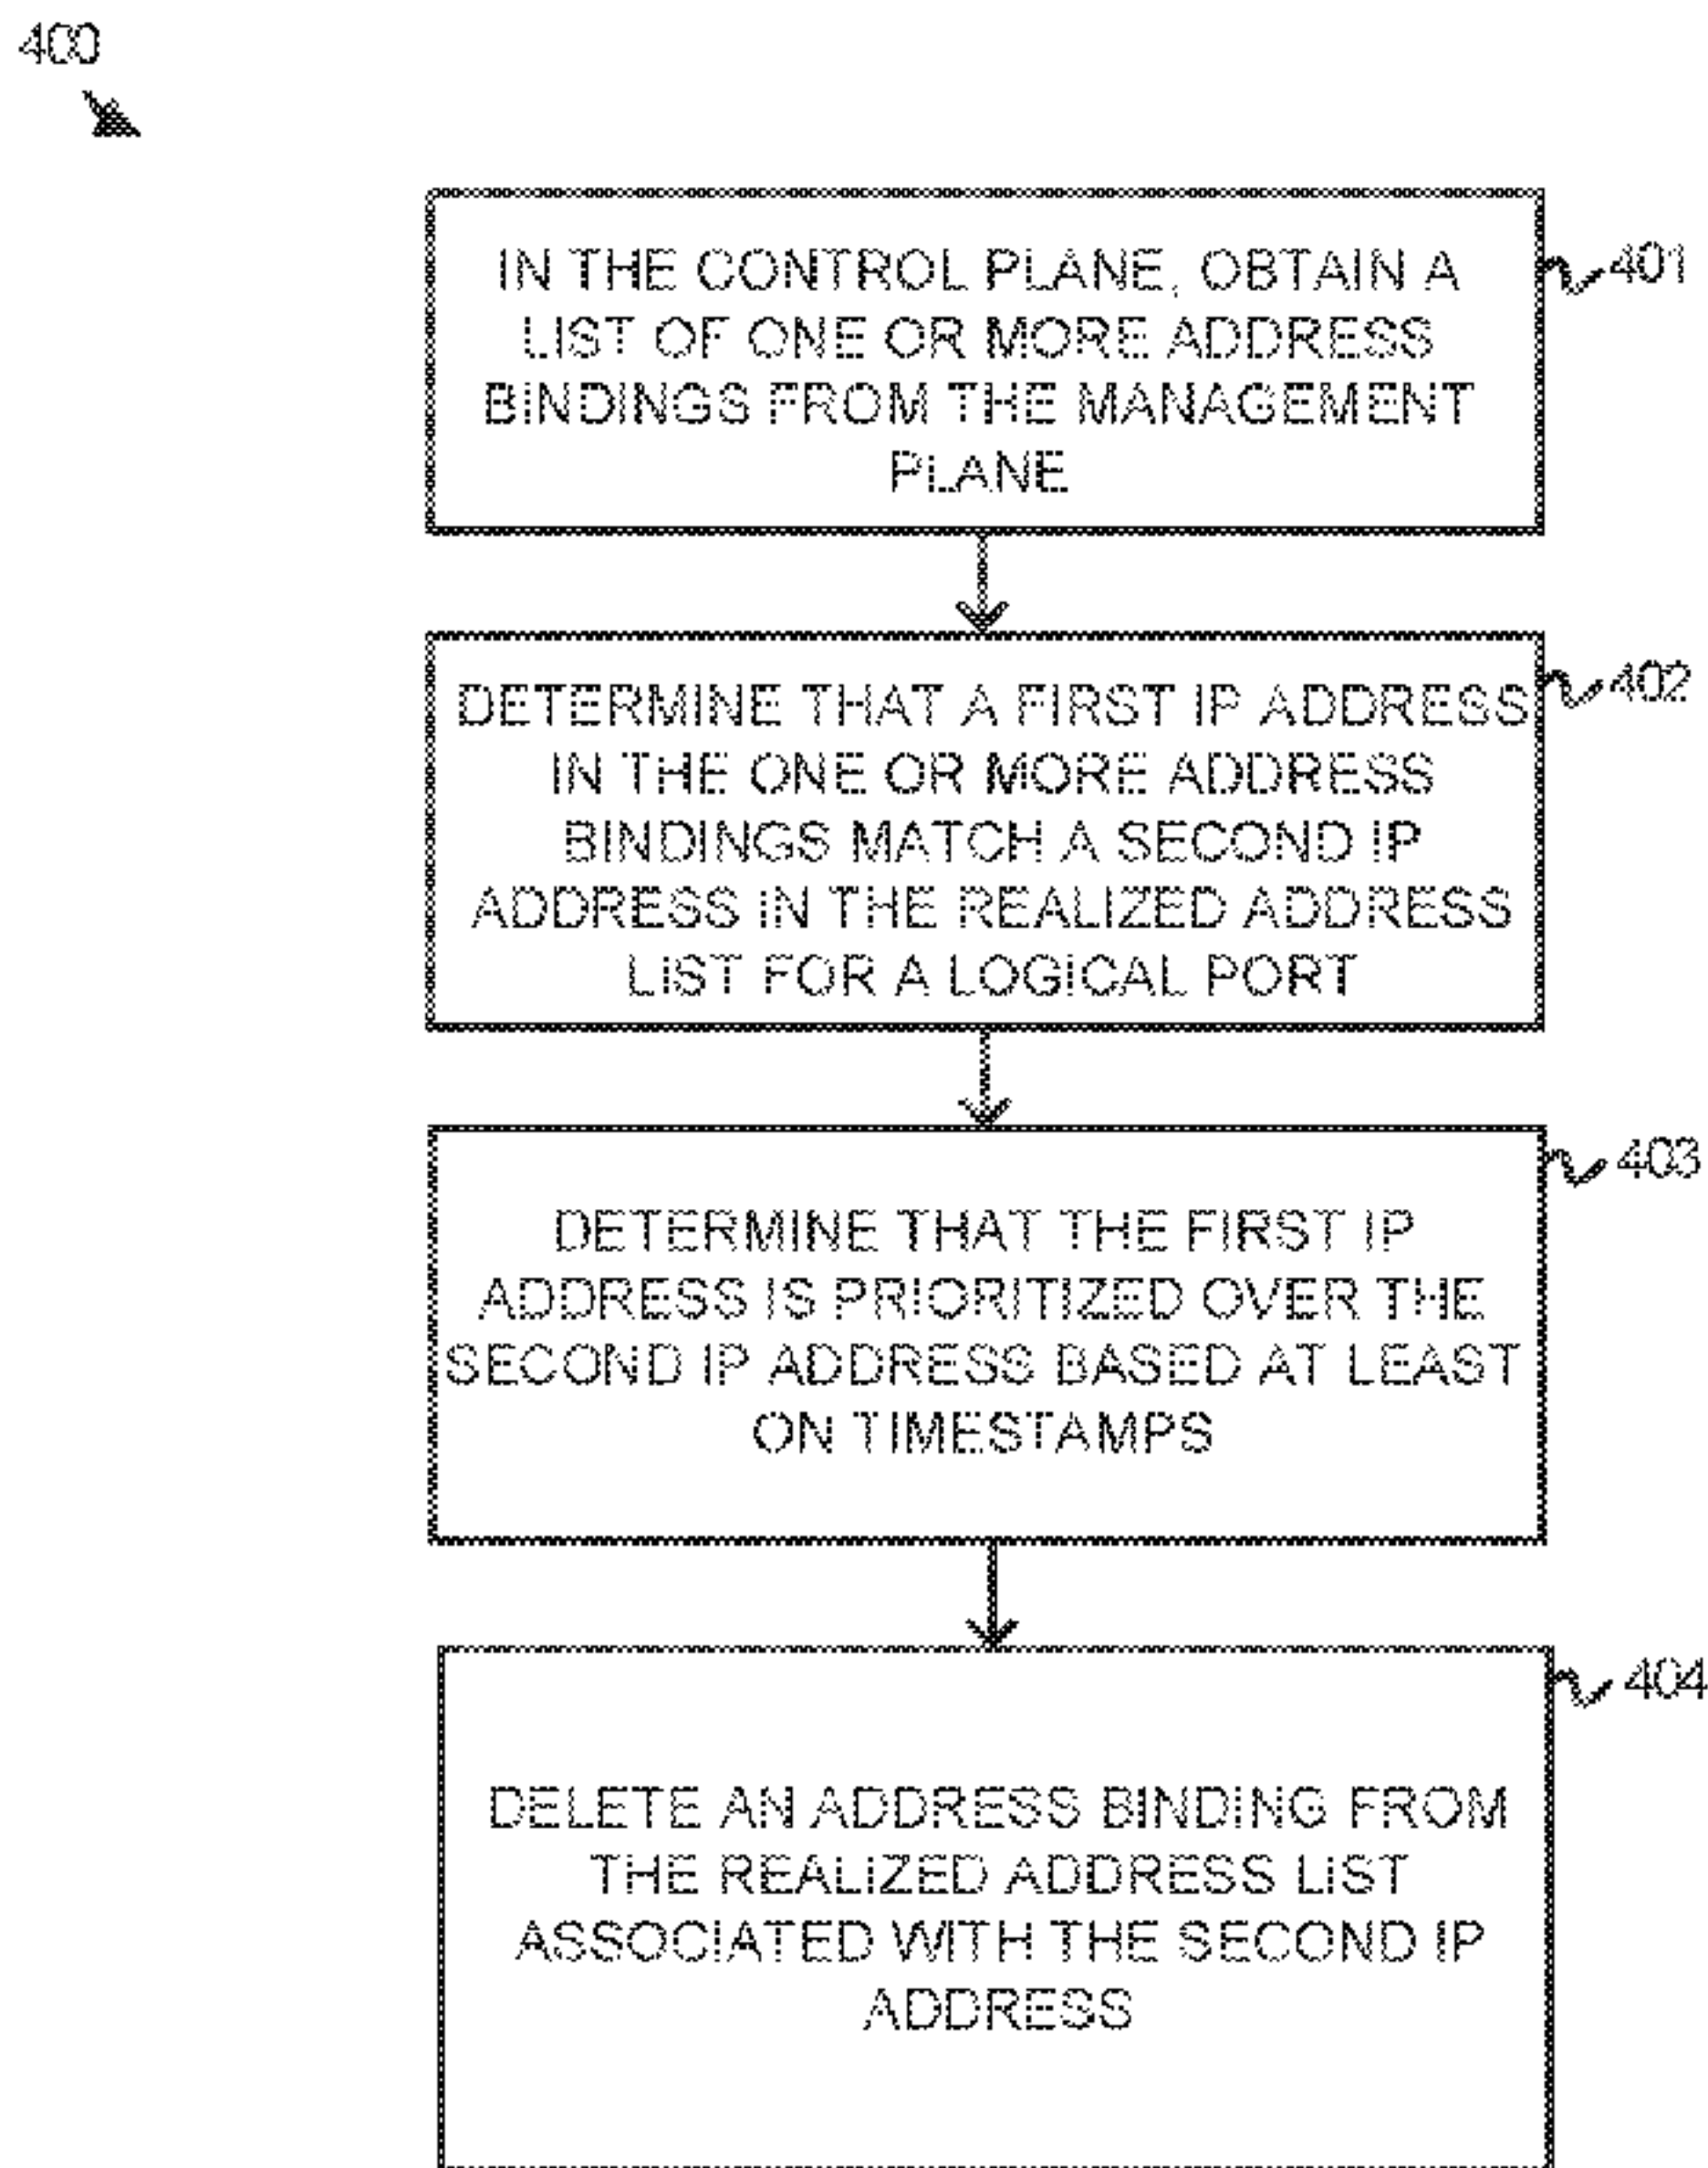 400
IN THE CONTROL PLANE, OBTAIN A
LIST OF ONE OR MORE ADDRESS
BINDINGS FROM THE MANAGEMENT
PLANE
401
DETERMINE THAT A FIRST IP ADDRESS
IN THE ONE OR MORE ADDRESS
BINDINGS MATCH A SECOND IP
ADDRESS IN THE REALIZED ADDRESS
LIST FOR A LOGICAL PORT
402
DETERMINE THAT THE FIRST IP
ADDRESS IS PRIORITIZED OVER THE
SECOND IP ADDRESS BASED AT LEAST
ON TIMESTAMPS
403
DELETE AN ADDRESS BINDING FROM
THE REALIZED ADDRESS LIST
ASSOCIATED WITH THE SECOND IP
ADDRESS
404